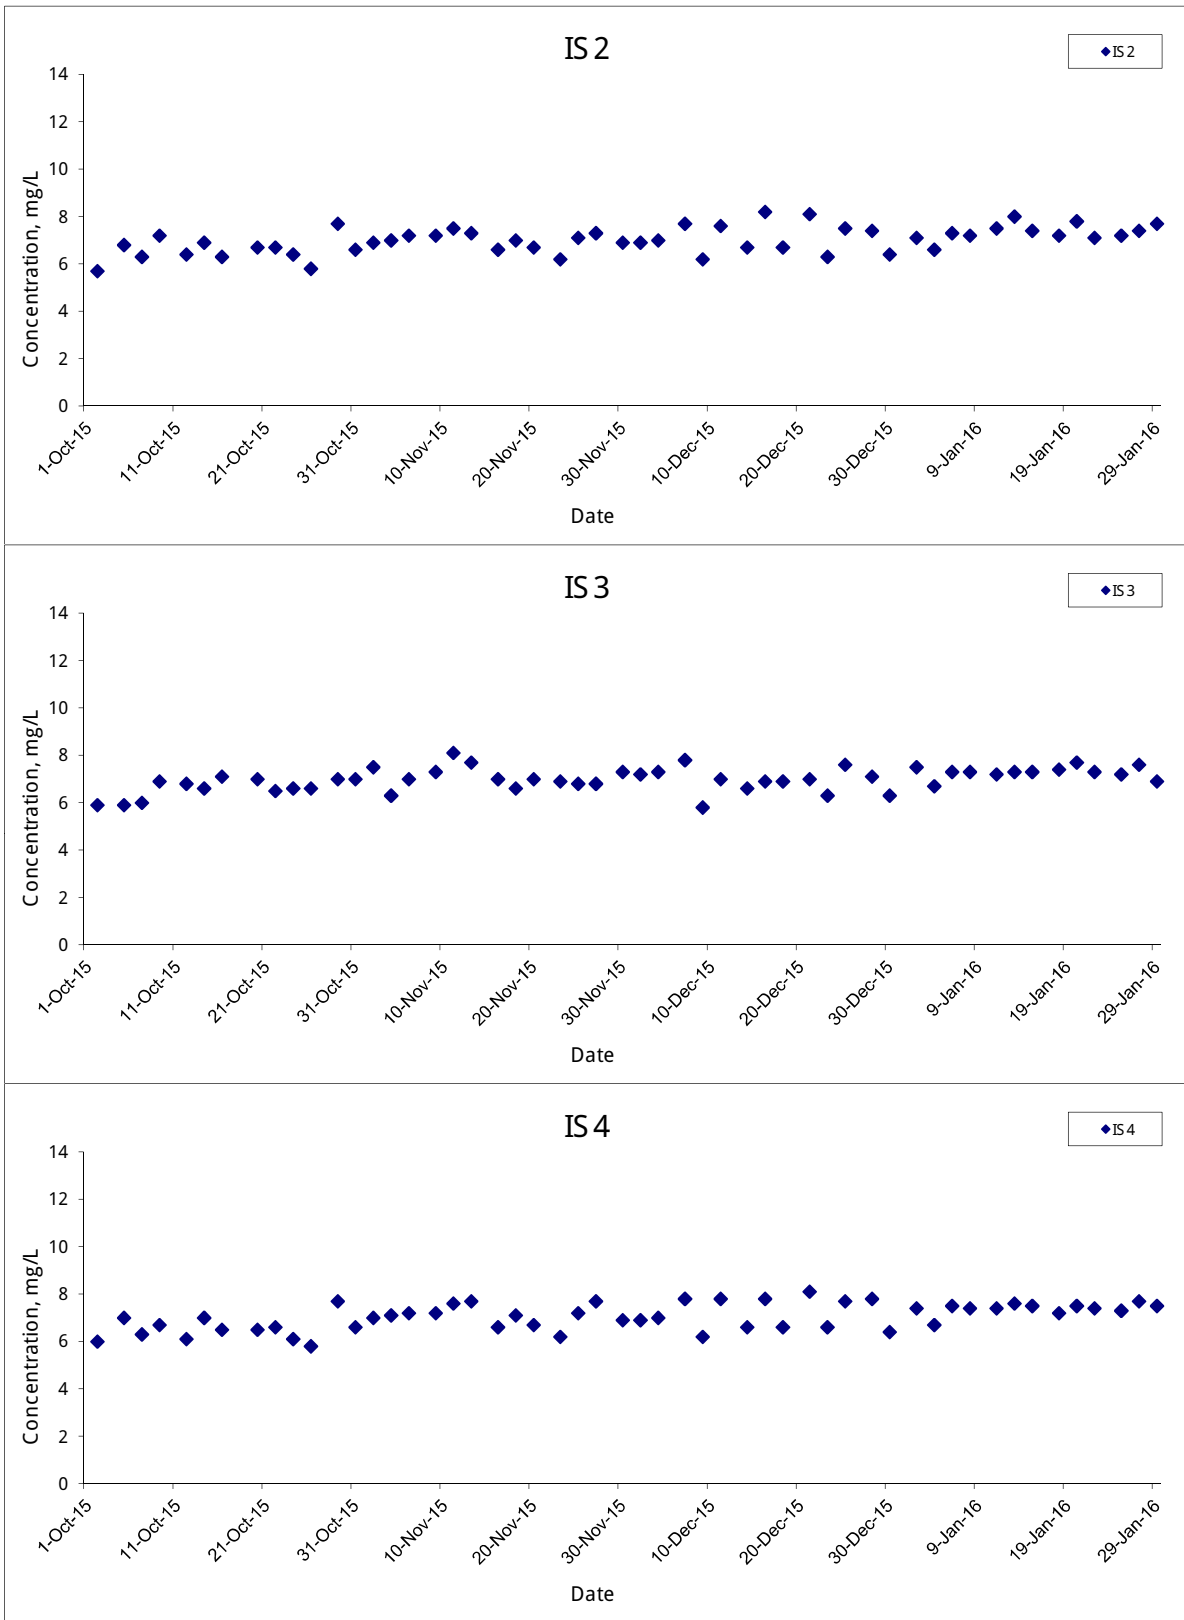 IS 2
IS 2
14
12
10
8
6
4
2
0
Concentration, mg/L
1-Oct-15
11-Oct-15
21-Oct-15
31-Oct-15
10-Nov-15
20-Nov-15
30-Nov-15
10-Dec-15
20-Dec-15
30-Dec-15
9-Jan-16
19-Jan-16
29-Jan-16
Date
IS 3
IS 3
14
12
10
8
6
4
2
0
Concentration, mg/L
1-Oct-15
11-Oct-15
21-Oct-15
31-Oct-15
10-Nov-15
20-Nov-15
30-Nov-15
10-Dec-15
20-Dec-15
30-Dec-15
9-Jan-16
19-Jan-16
29-Jan-16
Date
IS 4
IS 4
14
12
10
8
6
4
2
0
Concentration, mg/L
1-Oct-15
11-Oct-15
21-Oct-15
31-Oct-15
10-Nov-15
20-Nov-15
30-Nov-15
10-Dec-15
20-Dec-15
30-Dec-15
9-Jan-16
19-Jan-16
29-Jan-16
Date